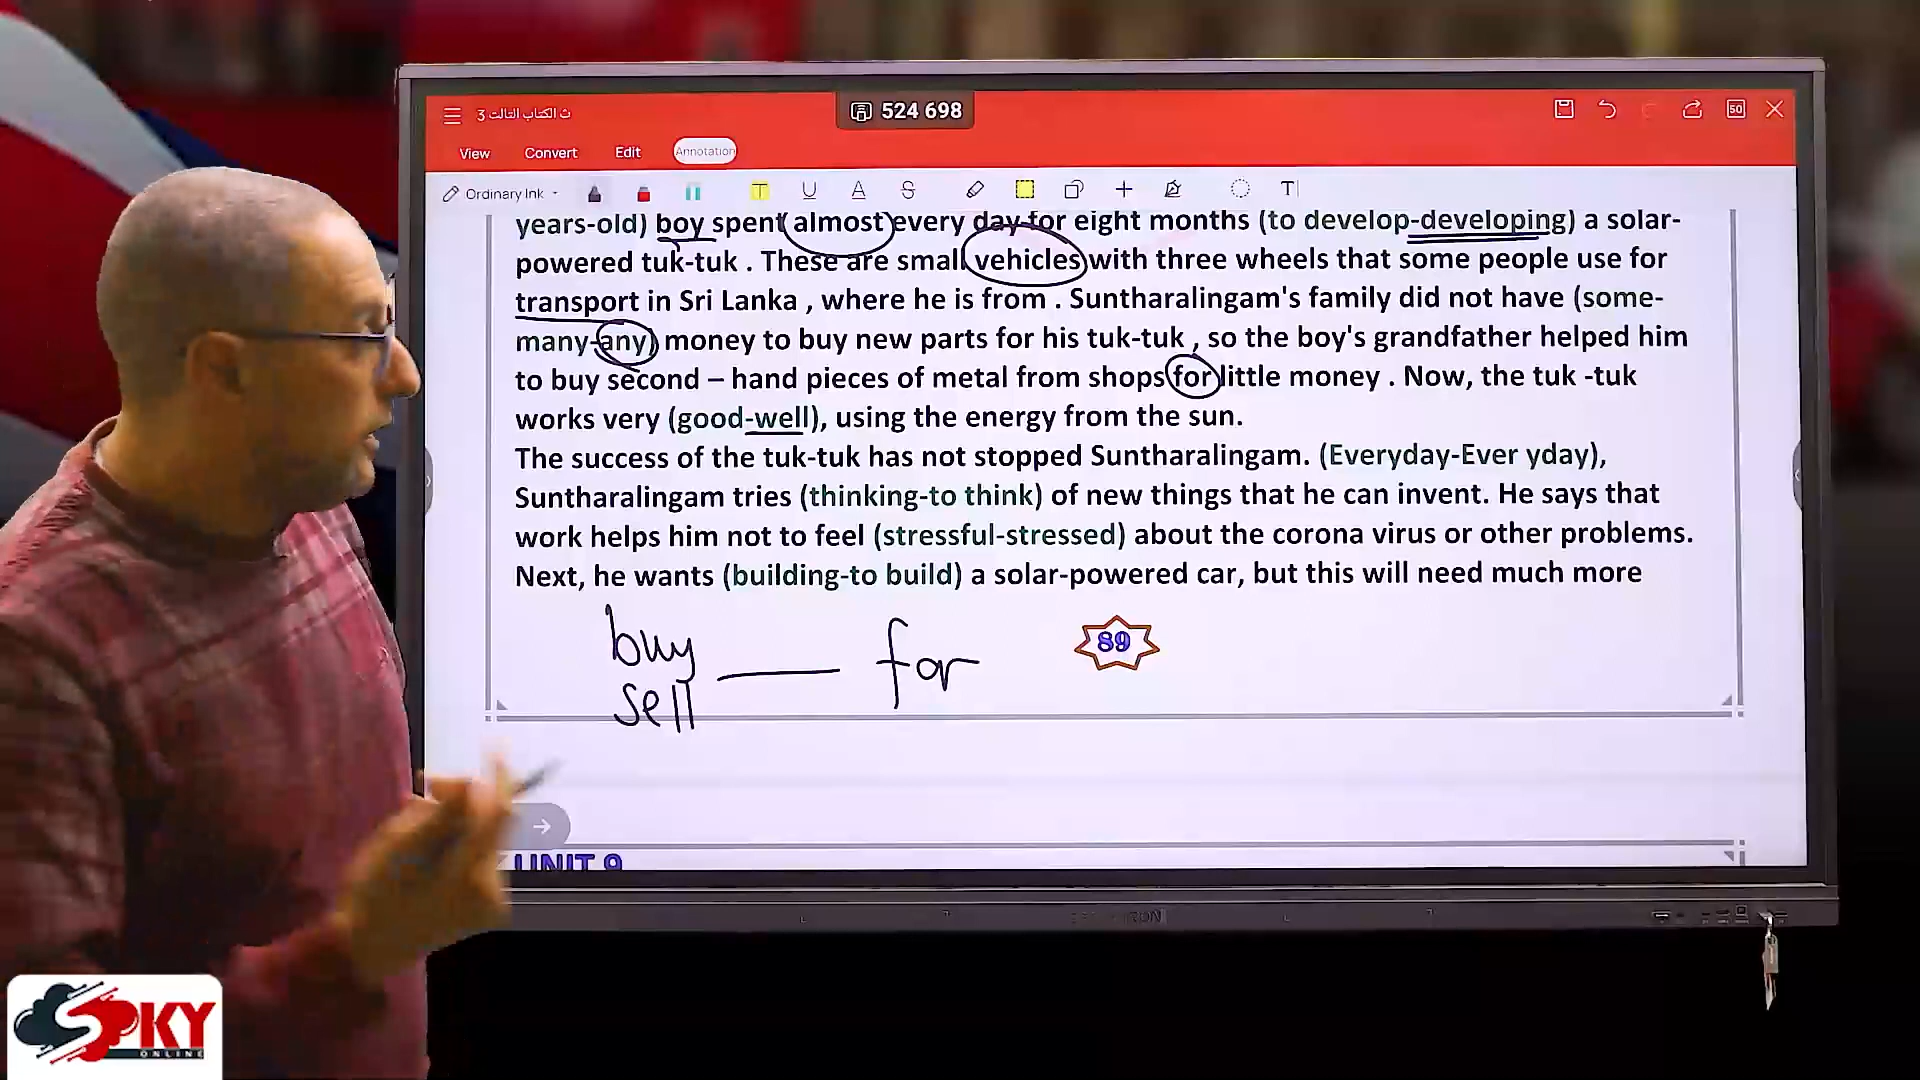 ث الكتاب التالت 3
524 698
50
View Convert Edit Annotation
Ordinary Ink
years-old) boy spent almost every day for eight months (to develop-developing) a solar-
powered tuk-tuk . These are small vehicles with three wheels that some people use for
transport in Sri Lanka , where he is from . Suntharalingam's family did not have (some-
many-any) money to buy new parts for his tuk-tuk , so the boy's grandfather helped him
to buy second – hand pieces of metal from shops for little money . Now, the tuk -tuk
works very (good-well), using the energy from the sun.
The success of the tuk-tuk has not stopped Suntharalingam. (Everyday-Ever yday),
Suntharalingam tries (thinking-to think) of new things that he can invent. He says that
work helps him not to feel (stressful-stressed) about the corona virus or other problems.
Next, he wants (building-to build) a solar-powered car, but this will need much more
buy
sell — for
89
UNIT 9
SPKY
ONLINE